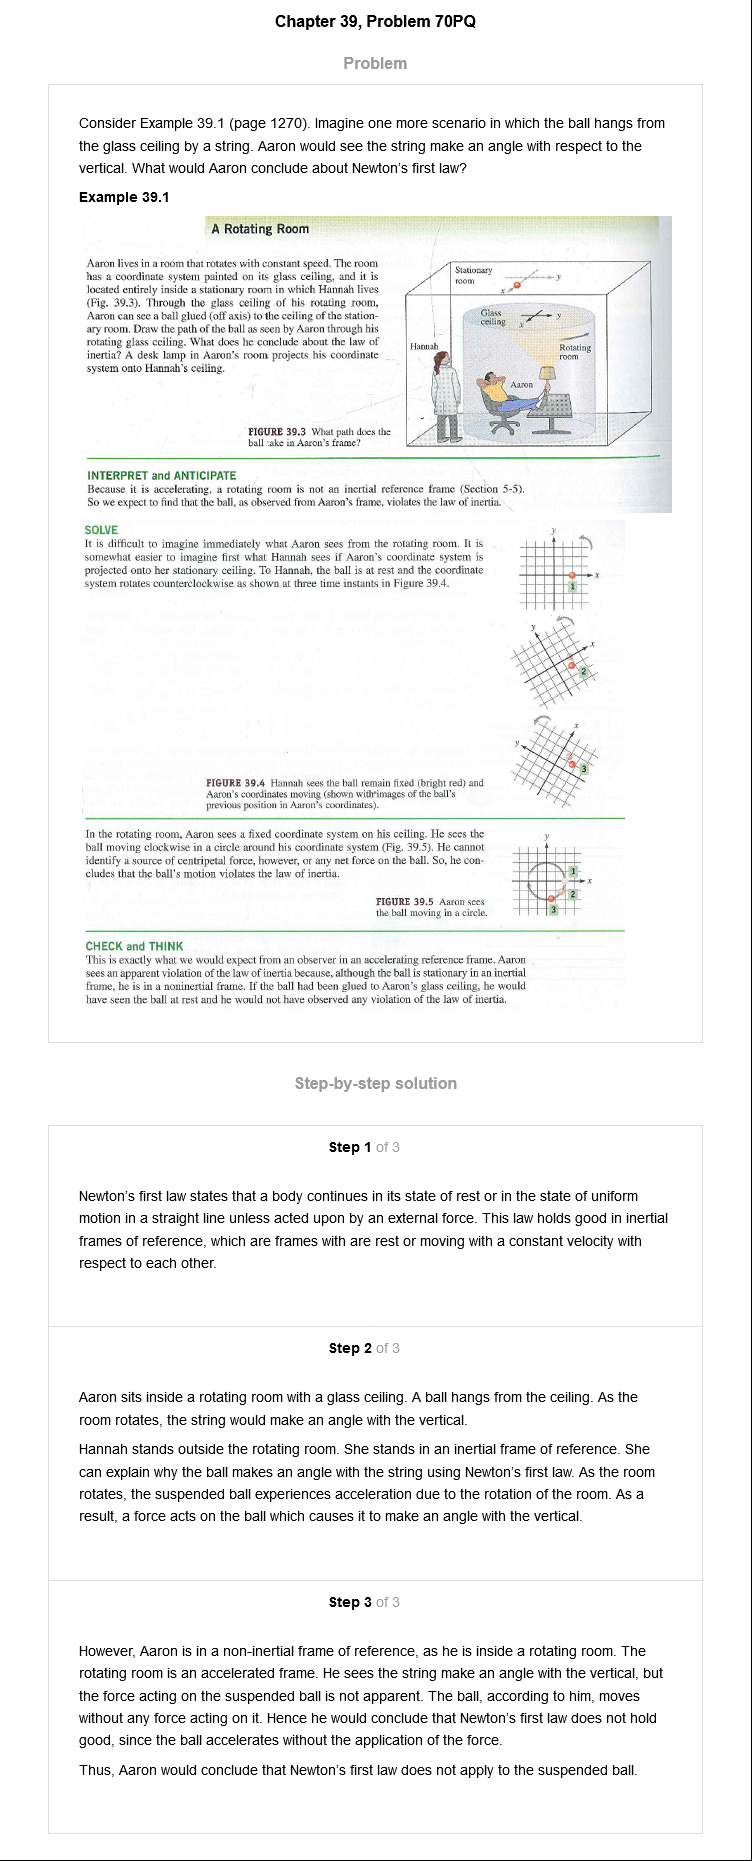 Chapter 39, Problem 70PQ
Problem
Consider Example 39.1 (page 1270). Imagine one more scenario in which the ball hangs from
the glass ceiling by a string. Aaron would see the string make an angle with respect to the
vertical. What would Aaron conclude about Newton's first law?
Example 39.1
A Rotating Room
Aaron lives in a room that rotates with constant speed. The room
has a coordinate system painted on its glass ceiling, and it is
located entirely inside a stationary room in which Hannah lives
(Fig. 39.3). Through the glass ceiling of his rotating room,
Aaron can see a ball glued (off axis) to the ceiling of the station-
ary room. Draw the path of the ball as seen by Aaron through his
rotating glass ceiling. What does he conclude about the law of
inertia? A desk lamp in Aaron's room projects his coordinate
system onto Hannah's ceiling.
Stationary
room
y
x
Glass
ceiling
y
x
Hannah
Rotating
room
Aaron
FIGURE 39.3 What path does the
ball take in Aaron's frame?
INTERPRET and ANTICIPATE
Because it is accelerating, a rotating room is not an inertial reference frame (Section 5-5).
So we expect to find that the ball, as observed from Aaron's frame, violates the law of inertia.
SOLVE
It is difficult to imagine immediately what Aaron sees from the rotating room. It is
somewhat easier to imagine first what Hannah sees if Aaron's coordinate system is
projected onto her stationary ceiling. To Hannah, the ball is at rest and the coordinate
system rotates counterclockwise as shown at three time instants in Figure 39.4.
y
x
1
y
x
2
y
x
3
FIGURE 39.4 Hannah sees the ball remain fixed (bright red) and
Aaron's coordinates moving (shown with images of the ball's
previous position in Aaron's coordinates).
In the rotating room, Aaron sees a fixed coordinate system on his ceiling. He sees the
ball moving clockwise in a circle around his coordinate system (Fig. 39.5). He cannot
identify a source of centripetal force, however, or any net force on the ball. So, he con-
cludes that the ball's motion violates the law of inertia.
y
1
x
2
3
FIGURE 39.5 Aaron sees
the ball moving in a circle.
CHECK and THINK
This is exactly what we would expect from an observer in an accelerating reference frame. Aaron
sees an apparent violation of the law of inertia because, although the ball is stationary in an inertial
frame, he is in a noninertial frame. If the ball had been glued to Aaron's glass ceiling, he would
have seen the ball at rest and he would not have observed any violation of the law of inertia.
Step-by-step solution
Step 1 of 3
Newton's first law states that a body continues in its state of rest or in the state of uniform
motion in a straight line unless acted upon by an external force. This law holds good in inertial
frames of reference, which are frames with are rest or moving with a constant velocity with
respect to each other.
Step 2 of 3
Aaron sits inside a rotating room with a glass ceiling. A ball hangs from the ceiling. As the
room rotates, the string would make an angle with the vertical.
Hannah stands outside the rotating room. She stands in an inertial frame of reference. She
can explain why the ball makes an angle with the string using Newton's first law. As the room
rotates, the suspended ball experiences acceleration due to the rotation of the room. As a
result, a force acts on the ball which causes it to make an angle with the vertical.
Step 3 of 3
However, Aaron is in a non-inertial frame of reference, as he is inside a rotating room. The
rotating room is an accelerated frame. He sees the string make an angle with the vertical, but
the force acting on the suspended ball is not apparent. The ball, according to him, moves
without any force acting on it. Hence he would conclude that Newton's first law does not hold
good, since the ball accelerates without the application of the force.
Thus, Aaron would conclude that Newton's first law does not apply to the suspended ball.